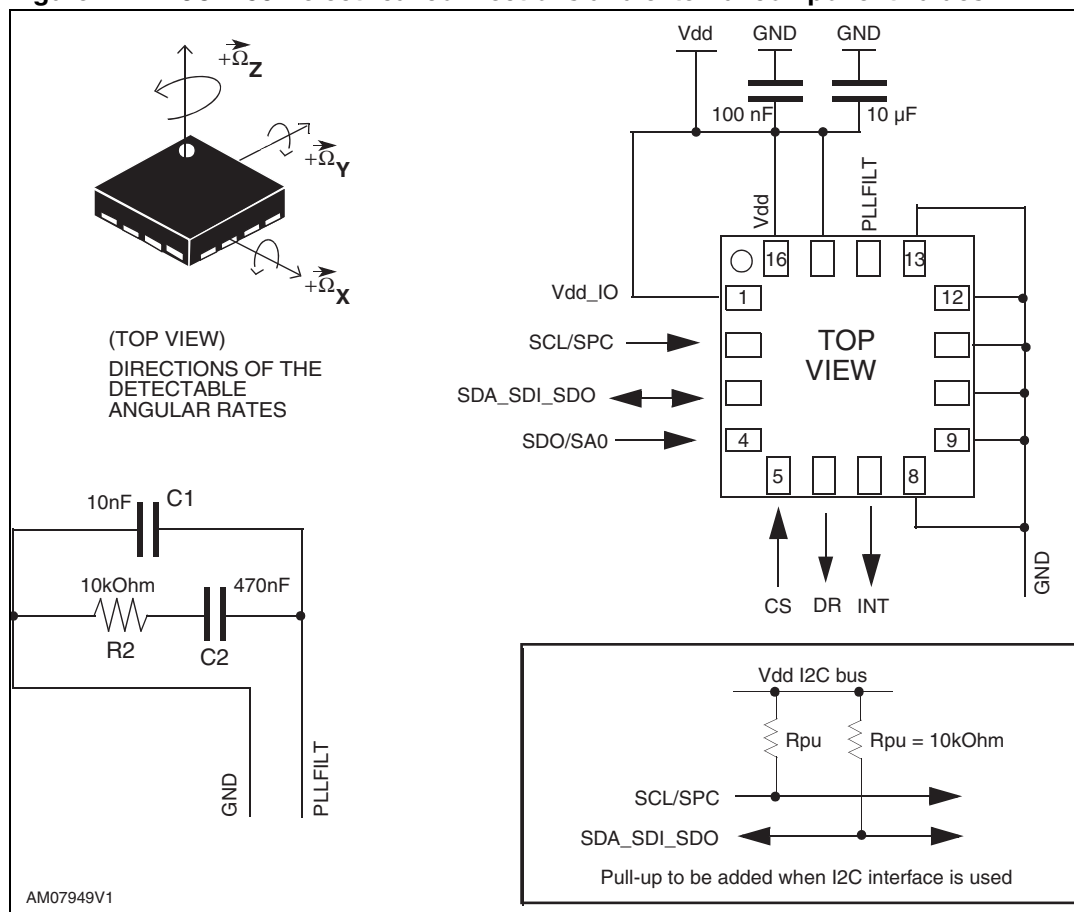 +Ω Z
+Ω Y
+Ω X
(TOP VIEW)
DIRECTIONS OF THE
DETECTABLE
ANGULAR RATES
Vdd GND GND
100 nF 10 µF
Vdd PLLFILT
16 13
Vdd_IO 1 12
SCL/SPC
TOP
VIEW
SDA_SDI_SDO
SDO/SA0 4 9
5 8
CS DR INT
GND
10nF C1
10kOhm 470nF
R2 C2
GND PLLFILT
Vdd I2C bus
Rpu Rpu = 10kOhm
SCL/SPC
SDA_SDI_SDO
Pull-up to be added when I2C interface is used
AM07949V1